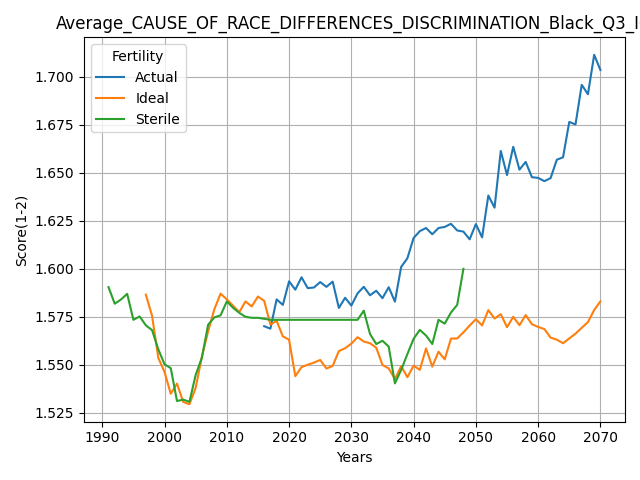 Average_CAUSE_OF_RACE_DIFFERENCES_DISCRIMINATION_Black_Q3_I
Fertility
Actual
Ideal
Sterile
Score(1-2)
1.700
1.675
1.650
1.625
1.600
1.575
1.550
1.525
1990 2000 2010 2020 2030 2040 2050 2060 2070
Years